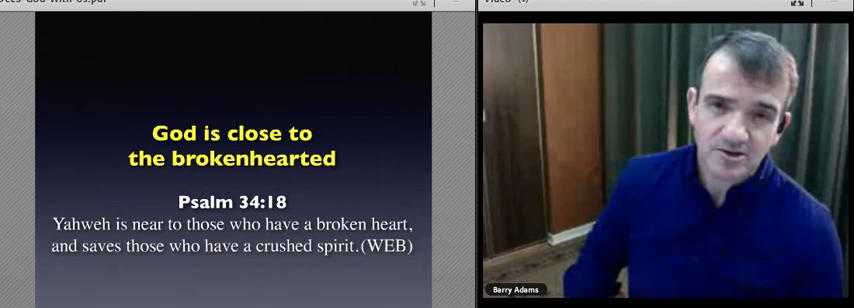 God is close to
the brokenhearted
Psalm 34:18
Yahweh is near to those who have a broken heart,
and saves those who have a crushed spirit.(WEB)
Barry Adams